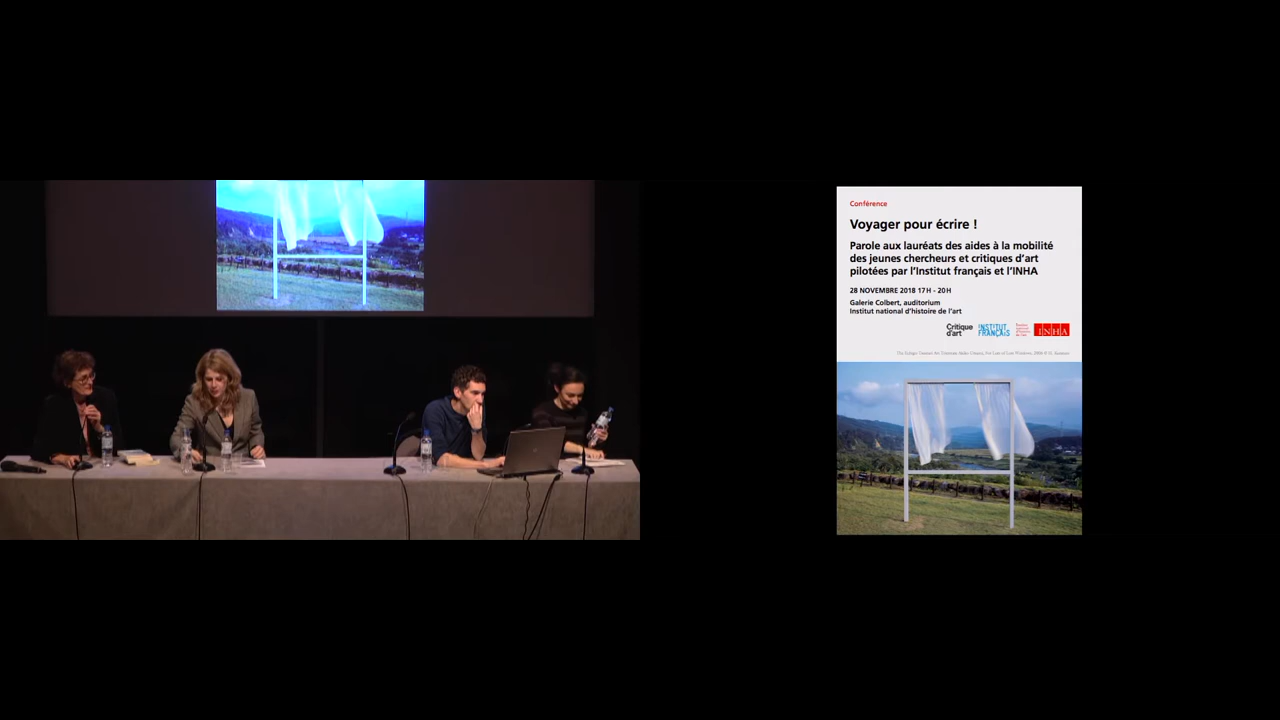 Conférence
Voyager pour écrire !
Parole aux lauréats des aides à la mobilité
des jeunes chercheurs et critiques d'art
pilotées par l'Institut français et l'INHA
28 NOVEMBRE 2018 17 H - 20 H
Galerie Colbert, auditorium
Institut national d'histoire de l'art
Critique
d'art
INSTITUT
FRANÇAIS
INHA